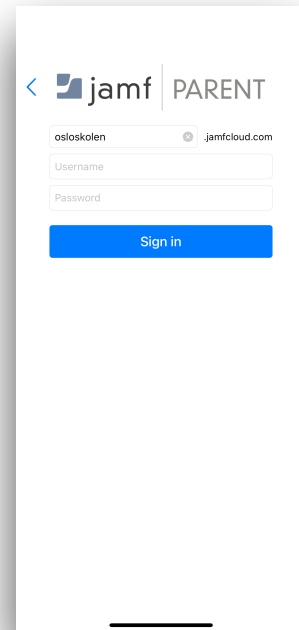 jamf PARENT
osloskolen .jamfcloud.com
Username
Password
Sign in